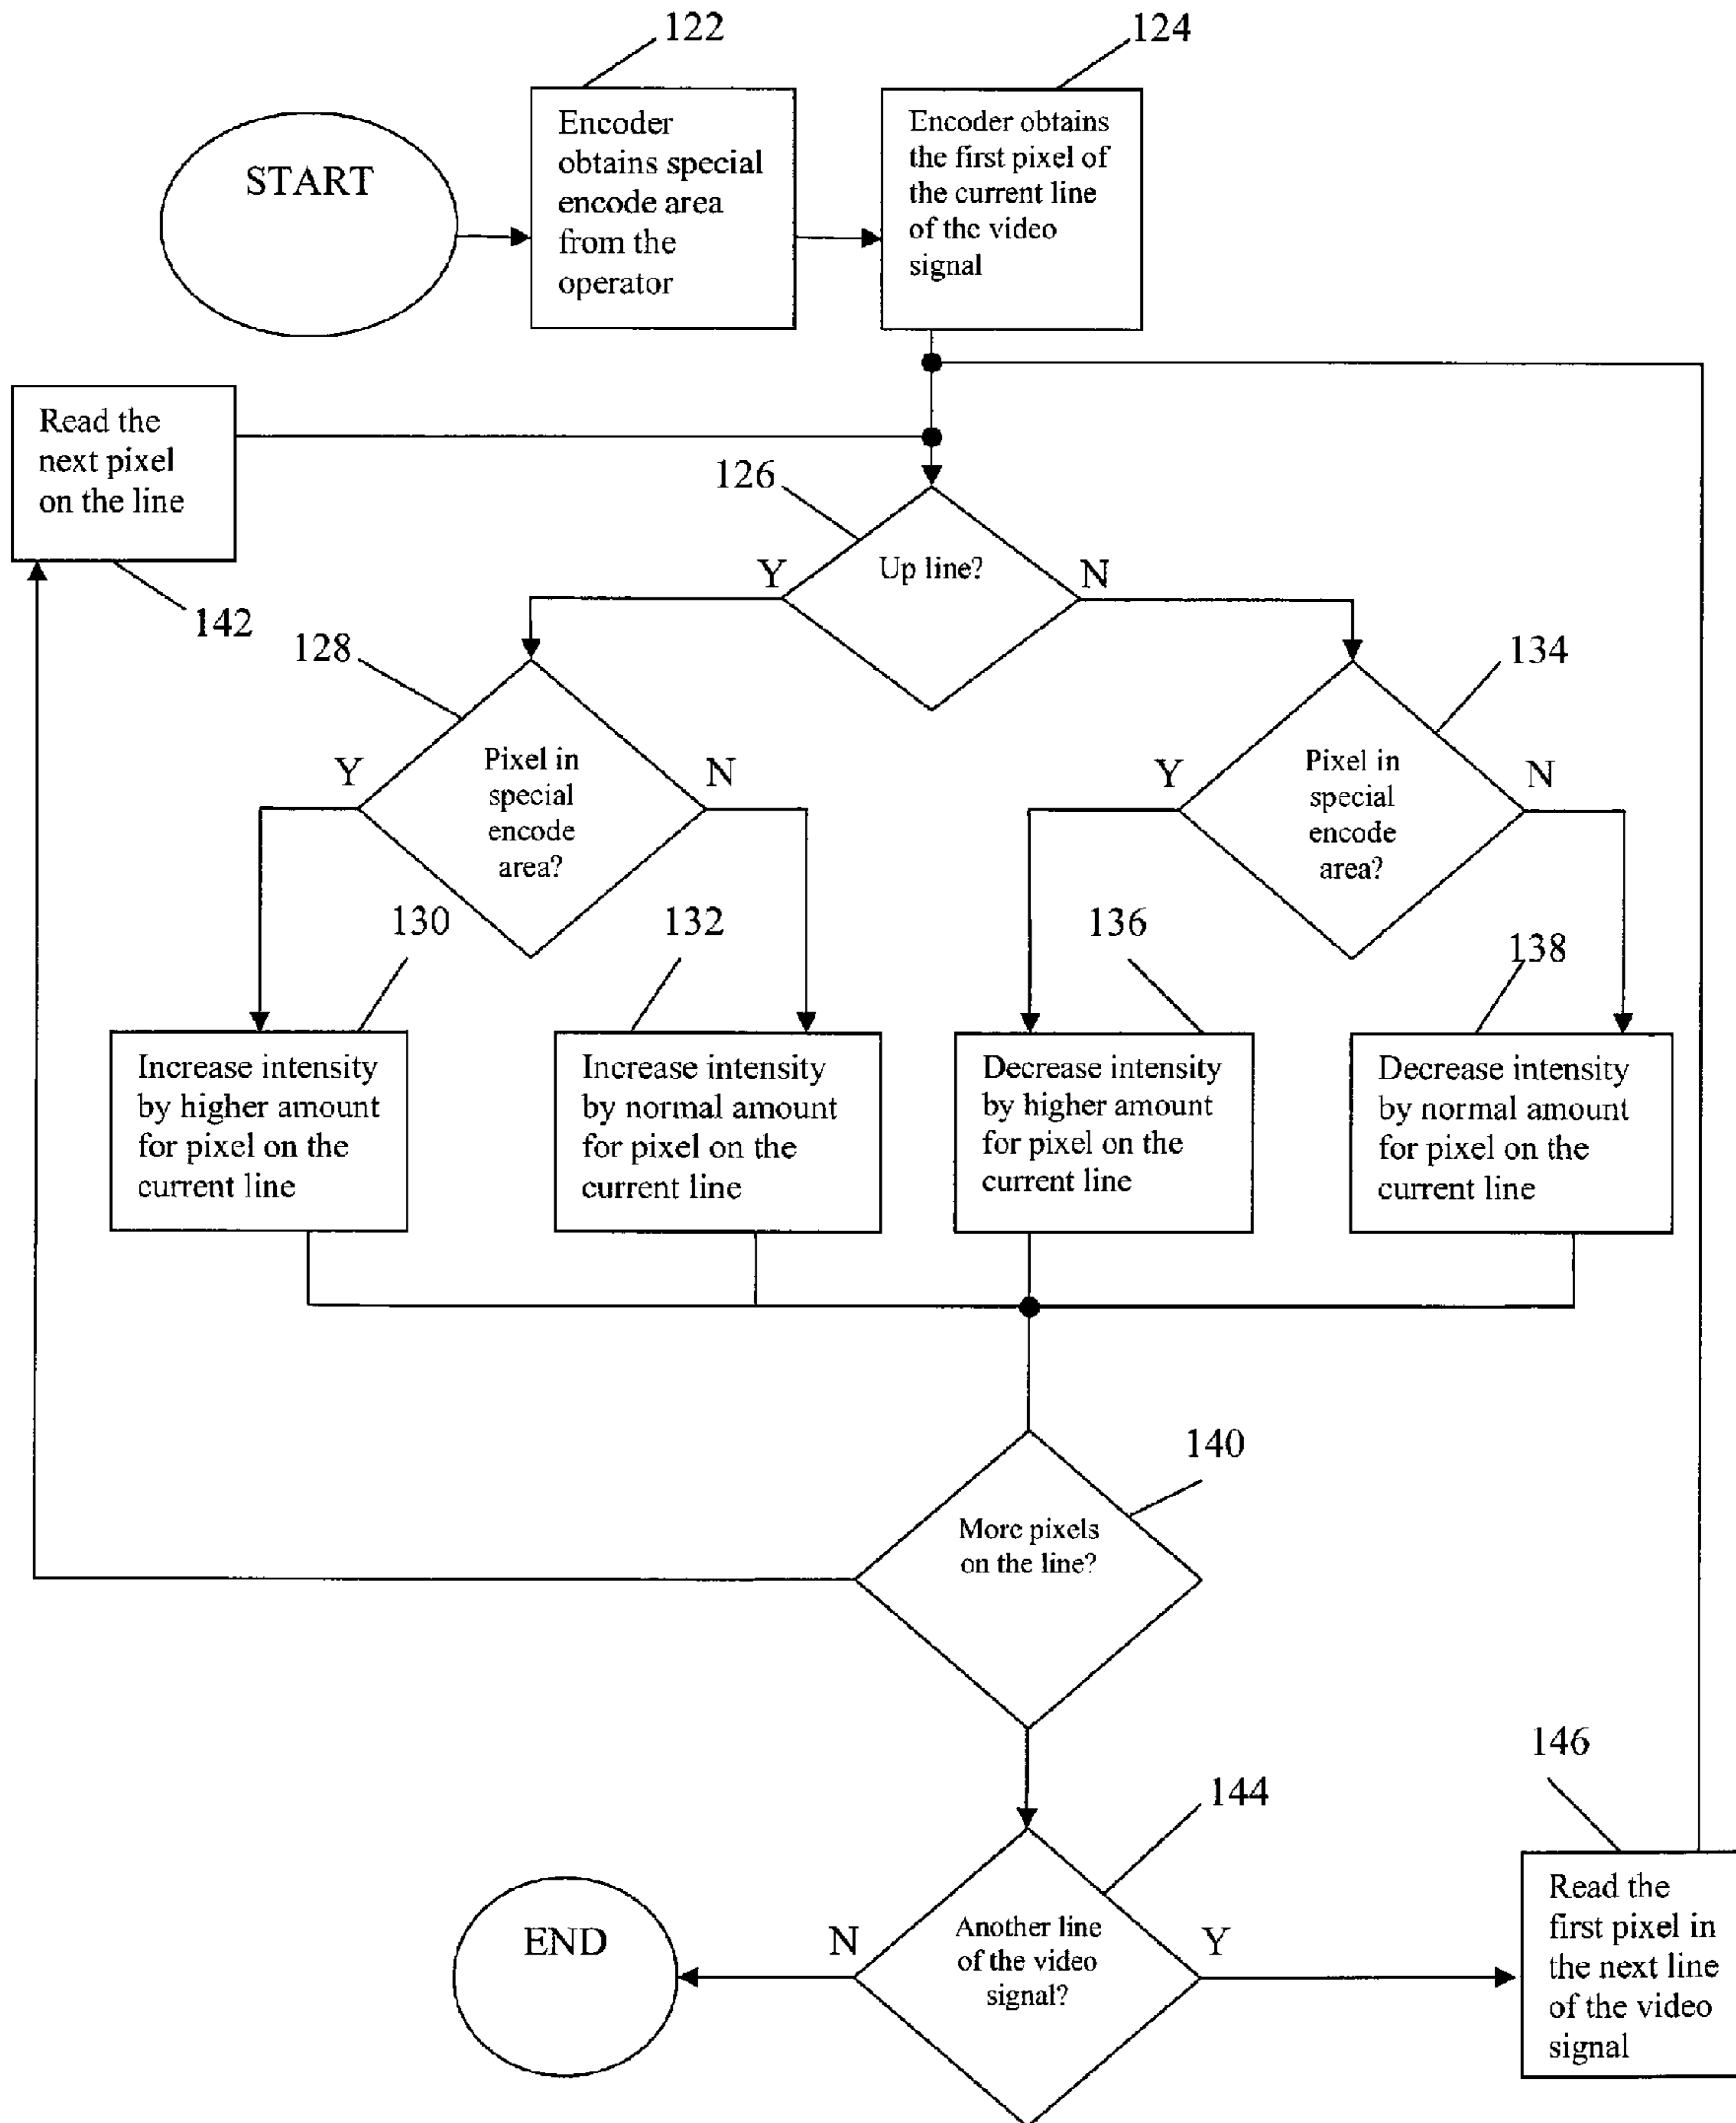 122
124
START
Encoder
obtains special
encode area
from the
operator
Encoder obtains
the first pixel of
the current line
of the video
signal
Read the
next pixel
on the line
142
126
Up line?
Y
N
128
Pixel in
special
encode
area?
Y
N
134
Pixel in
special
encode
area?
Y
N
130
132
136
138
Increase intensity
by higher amount
for pixel on the
current line
Increase intensity
by normal amount
for pixel on the
current line
Decrease intensity
by higher amount
for pixel on the
current line
Decrease intensity
by normal amount
for pixel on the
current line
140
More pixels
on the line?
146
144
END
N
Another line
of the video
signal?
Y
Read the
first pixel in
the next line
of the video
signal